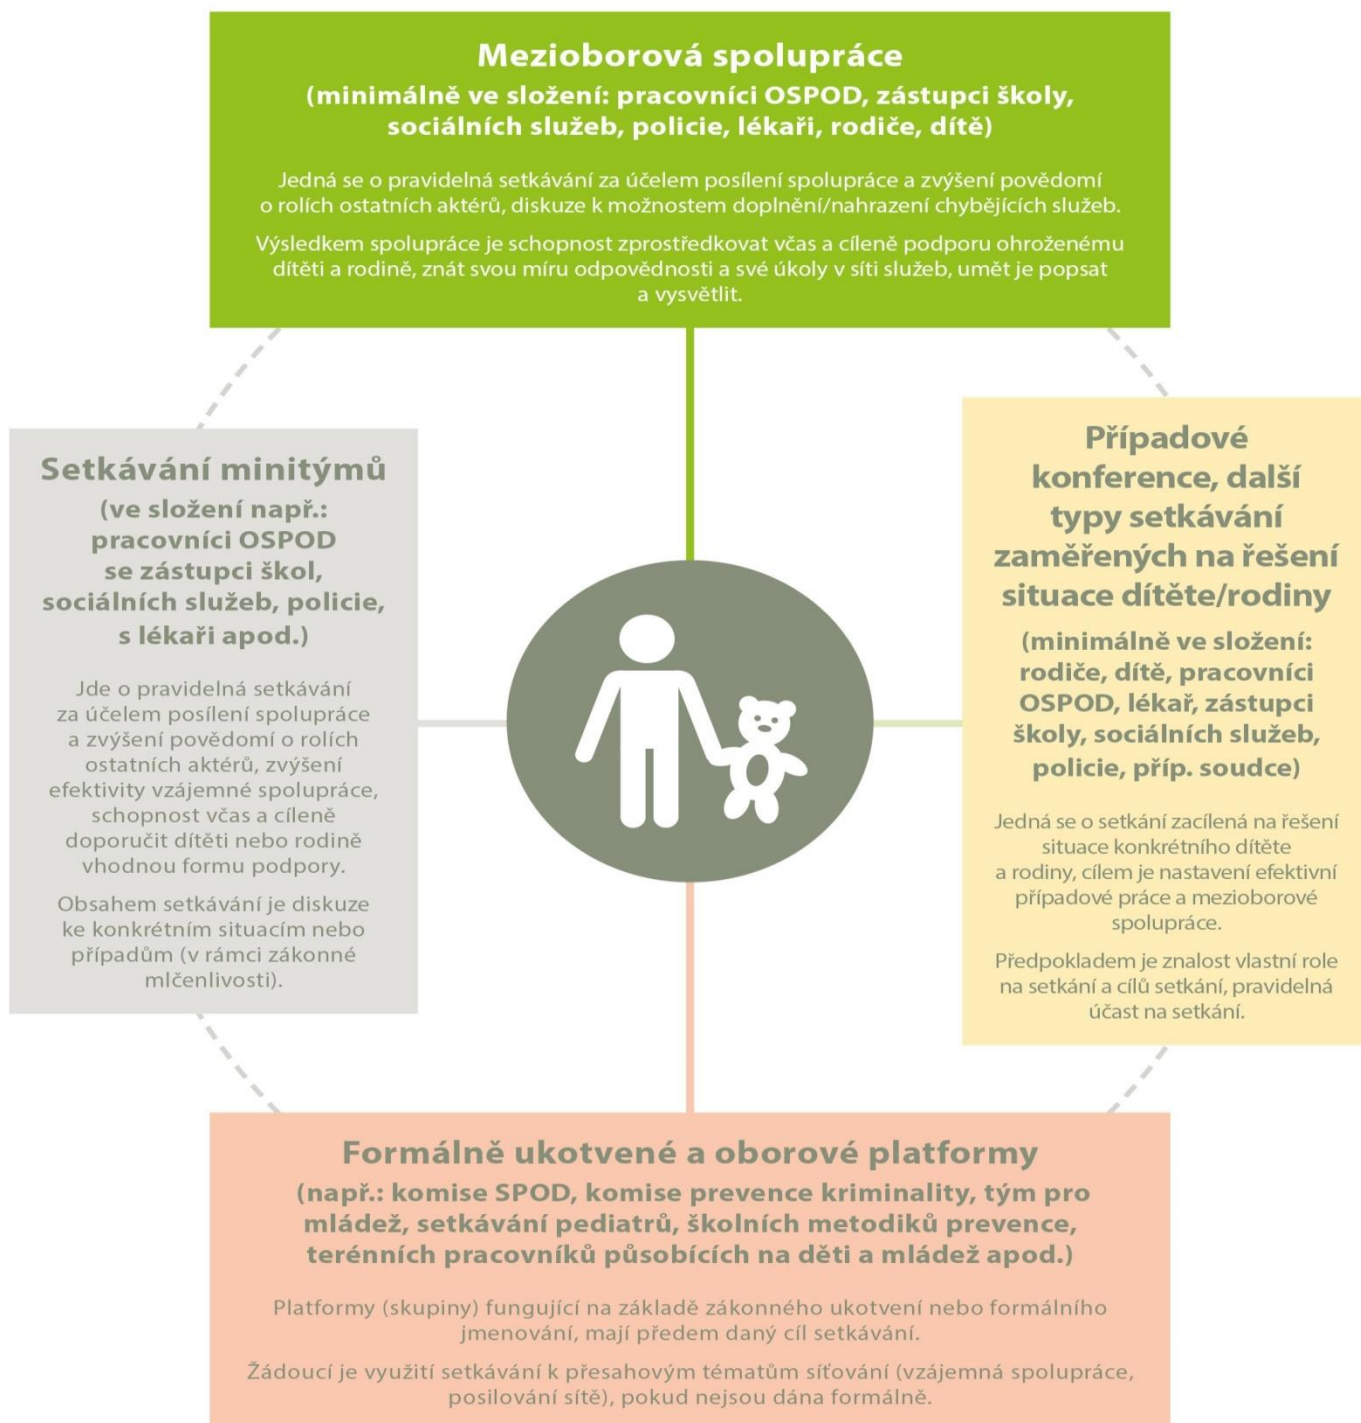 Mezioborová spolupráce
(minimálně ve složení: pracovníci OSPOD, zástupci školy,
sociálních služeb, policie, lékaři, rodiče, dítě)
Jedná se o pravidelná setkávání za účelem posílení spolupráce a zvýšení povědomí
o rolích ostatních aktérů, diskuze k možnostem doplnění/nahrazení chybějících služeb.
Výsledkem spolupráce je schopnost zprostředkovat včas a cíleně podporu ohroženému
dítěti a rodině, znát svou míru odpovědnosti a své úkoly v síti služeb, umět je popsat
a vysvětlit.
Setkávání minitýmů
(ve složení např.:
pracovníci OSPOD
se zástupci škol,
sociálních služeb, policie,
s lékaři apod.)
Jde o pravidelná setkávání
za účelem posílení spolupráce
a zvýšení povědomí o rolích
ostatních aktérů, zvýšení
efektivity vzájemné spolupráce,
schopnost včas a cíleně
doporučit dítěti nebo rodině
vhodnou formu podpory.
Obsahem setkávání je diskuze
ke konkrétním situacím nebo
případům (v rámci zákonné
mlčenlivosti).
Případové
konference, další
typy setkávání
zaměřených na řešení
situace dítěte/rodiny
(minimálně ve složení:
rodiče, dítě, pracovníci
OSPOD, lékař, zástupci
školy, sociálních služeb,
policie, příp. soudce)
Jedná se o setkání zacílená na řešení
situace konkrétního dítěte
a rodiny, cílem je nastavení efektivní
případové práce a mezioborové
spolupráce.
Předpokladem je znalost vlastní role
na setkání a cílů setkání, pravidelná
účast na setkání.
Formálně ukotvené a oborové platformy
(např.: komise SPOD, komise prevence kriminality, tým pro
mládež, setkávání pediatrů, školních metodiků prevence,
terénních pracovníků působících na děti a mládež apod.)
Platformy (skupiny) fungující na základě zákonného ukotvení nebo formálního
jmenování, mají předem daný cíl setkávání.
Žádoucí je využití setkávání k přesahovým tématům síťování (vzájemná spolupráce,
posilování sítě), pokud nejsou dána formálně.